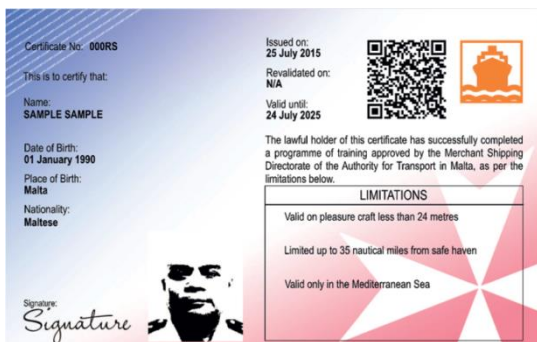 Certificate No: 000RS
This is to certify that:
Name:
SAMPLE SAMPLE
Date of Birth:
01 January 1990
Place of Birth:
Malta
Nationality:
Maltese
Signature:
Signature
Issued on:
25 July 2015
Revalidated on:
N/A
Valid until:
24 July 2025
The lawful holder of this certificate has successfully completed
a programme of training approved by the Merchant Shipping
Directorate of the Authority for Transport in Malta, as per the
limitations below.
LIMITATIONS
Valid on pleasure craft less than 24 metres
Limited up to 35 nautical miles from safe haven
Valid only in the Mediterranean Sea